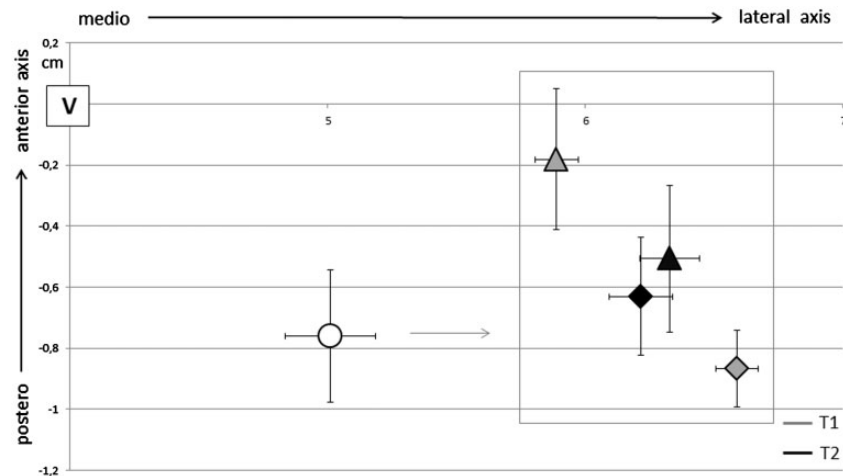 medio lateral axis
0,2
cm
anterior axis
V
5 6 7
-0,2
-0,4
-0,6
-0,8
postero
-1
T1
T2
-1,2